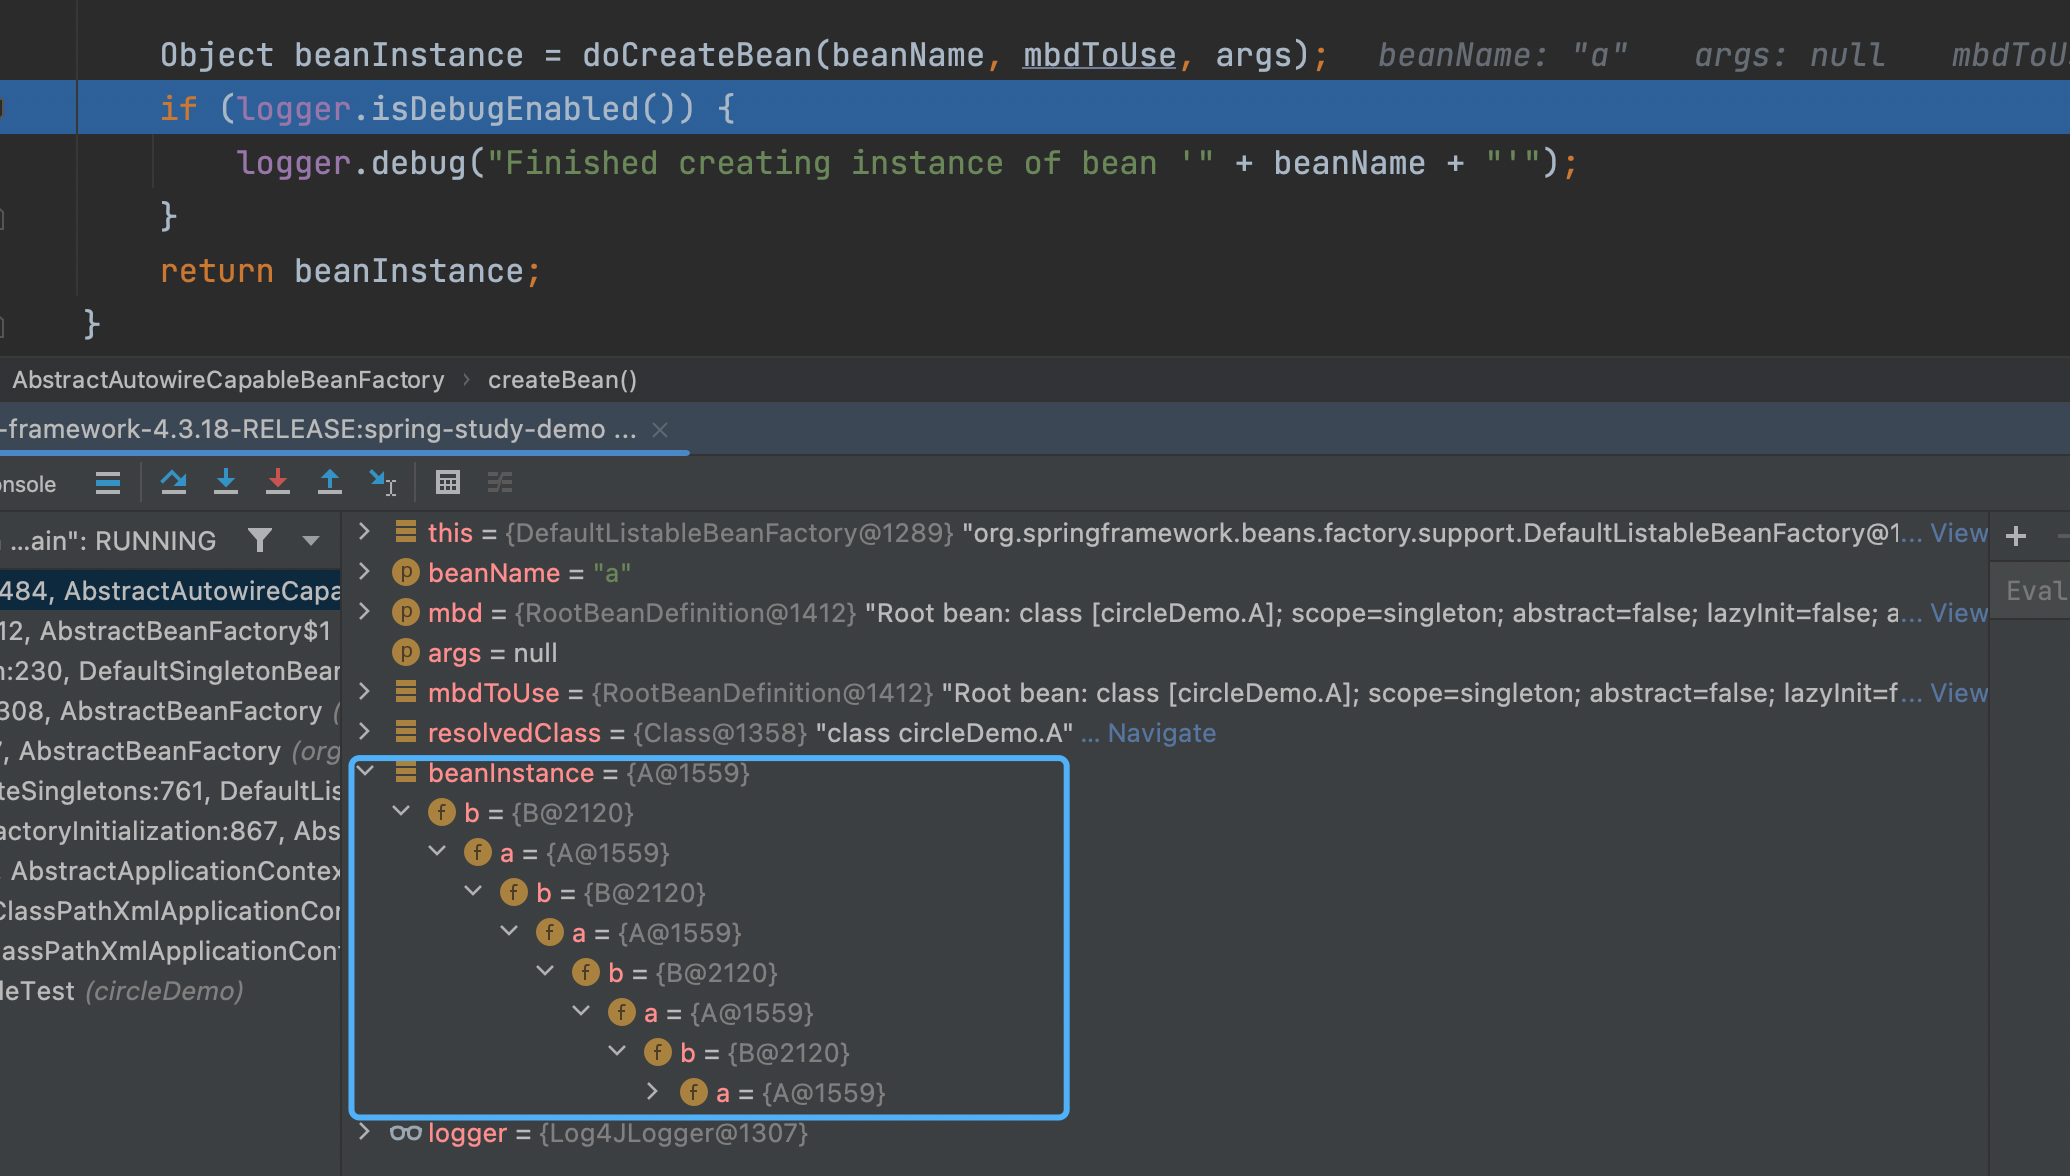 Object beanInstance = doCreateBean(beanName, mbdToUse, args); beanName: "a" args: null mbdToU
if (logger.isDebugEnabled()) {
logger.debug("Finished creating instance of bean '" + beanName + "'");
}
return beanInstance;
}
AbstractAutowireCapableBeanFactory › createBean()
-framework-4.3.18-RELEASE:spring-study-demo ... ×
onsole
...ain": RUNNING
484, AbstractAutowireCapa
12, AbstractBeanFactory$1
n:230, DefaultSingletonBear
308, AbstractBeanFactory (
, AbstractBeanFactory (org
teSingletons:761, DefaultLis
actoryInitialization:867, Abs
, AbstractApplicationContex
ClassPathXmlApplicationCor
lassPathXmlApplicationCont
leTest (circleDemo)
this = {DefaultListableBeanFactory@1289} "org.springframework.beans.factory.support.DefaultListableBeanFactory@1... View
beanName = "a"
mbd = {RootBeanDefinition@1412} "Root bean: class [circleDemo.A]; scope=singleton; abstract=false; lazyInit=false; a... View
args = null
mbdToUse = {RootBeanDefinition@1412} "Root bean: class [circleDemo.A]; scope=singleton; abstract=false; lazyInit=f... View
resolvedClass = {Class@1358} "class circleDemo.A" ... Navigate
beanInstance = {A@1559}
b = {B@2120}
a = {A@1559}
b = {B@2120}
a = {A@1559}
b = {B@2120}
a = {A@1559}
b = {B@2120}
a = {A@1559}
logger = {Log4JLogger@1307}
Eval